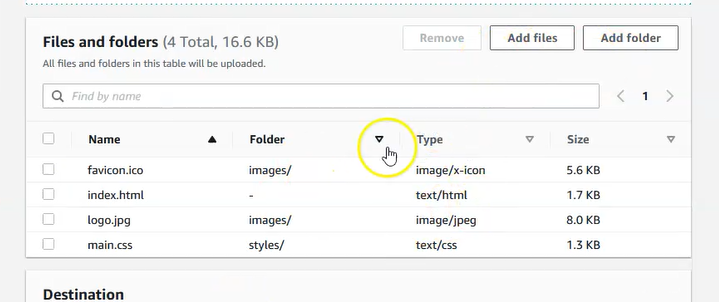 Files and folders (4 Total, 16.6 KB)
Remove
Add files
Add folder
All files and folders in this table will be uploaded.
Find by name
1
Name Folder Type Size
favicon.ico images/ image/x-icon 5.6 KB
index.html - text/html 1.7 KB
logo.jpg images/ image/jpeg 8.0 KB
main.css styles/ text/css 1.3 KB
Destination